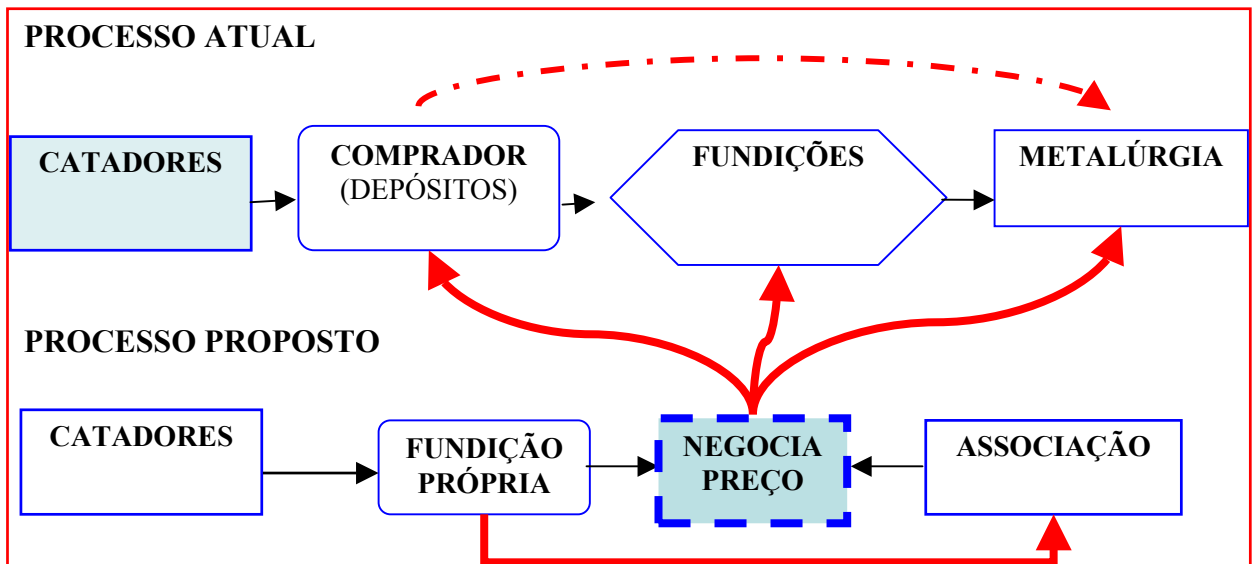 PROCESSO ATUAL
CATADORES
COMPRADOR
(DEPÓSITOS)
FUNDIÇÕES
METALÚRGIA
PROCESSO PROPOSTO
CATADORES
FUNDIÇÃO
PRÓPRIA
NEGOCIA
PREÇO
ASSOCIAÇÃO